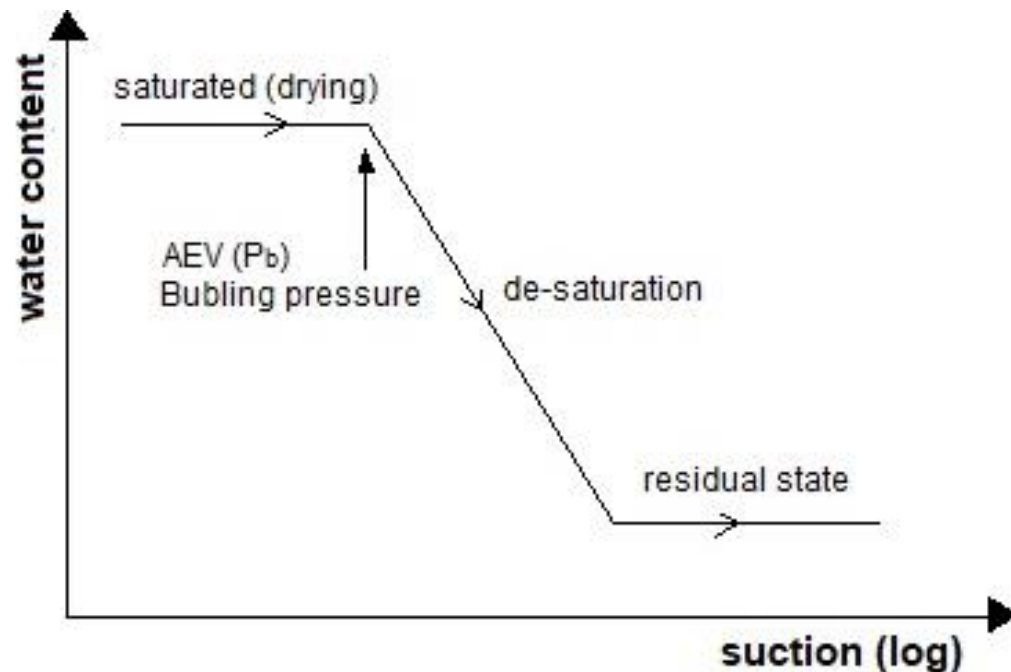 water content
saturated (drying)
AEV (Pb)
Bubling pressure
de-saturation
residual state
suction (log)